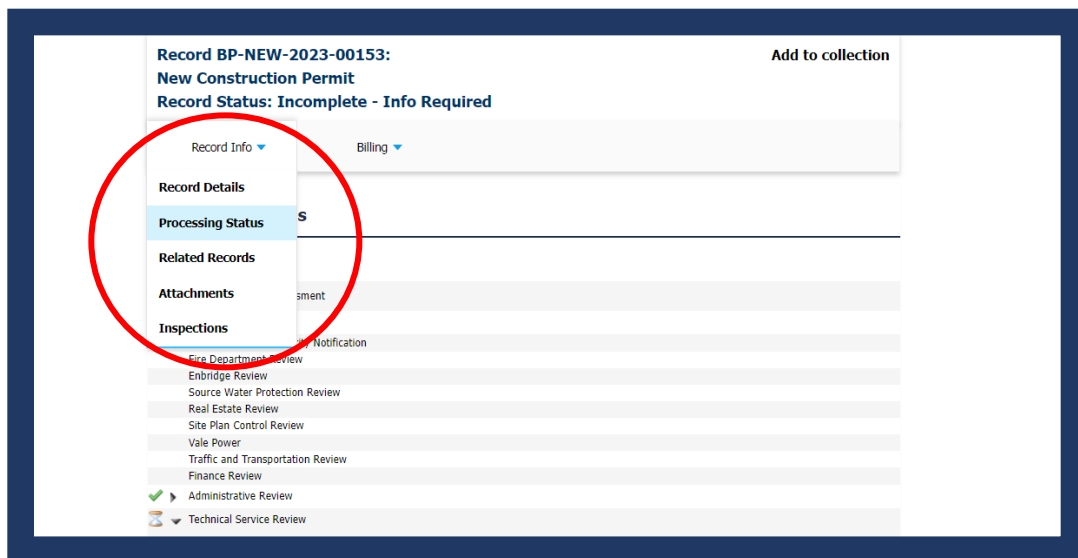 Record BP-NEW-2023-00153:
Add to collection
New Construction Permit
Record Status: Incomplete - Info Required
Record Info
Billing
Record Details
Processing Status
Related Records
Attachments
Inspections
Notification
Fire Department Review
Enbridge Review
Source Water Protection Review
Real Estate Review
Site Plan Control Review
Vale Power
Traffic and Transportation Review
Finance Review
Administrative Review
Technical Service Review